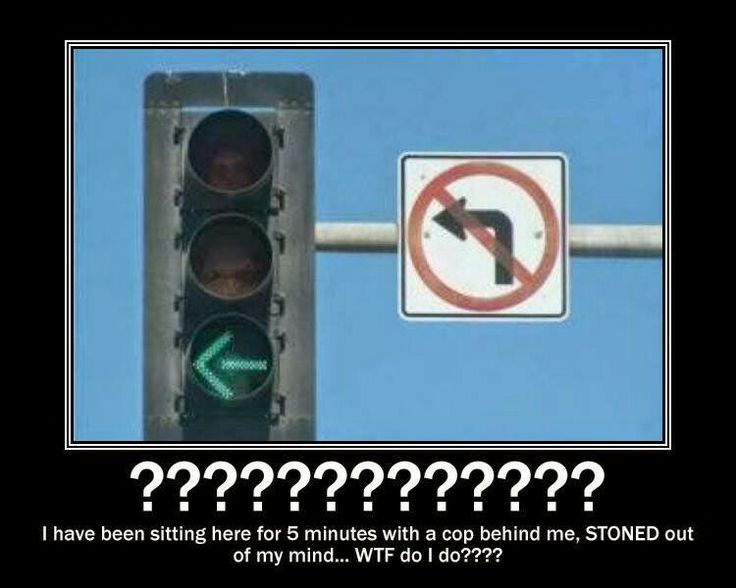 ?????????????
I have been sitting here for 5 minutes with a cop behind me, STONED out
of my mind... WTF do I do????